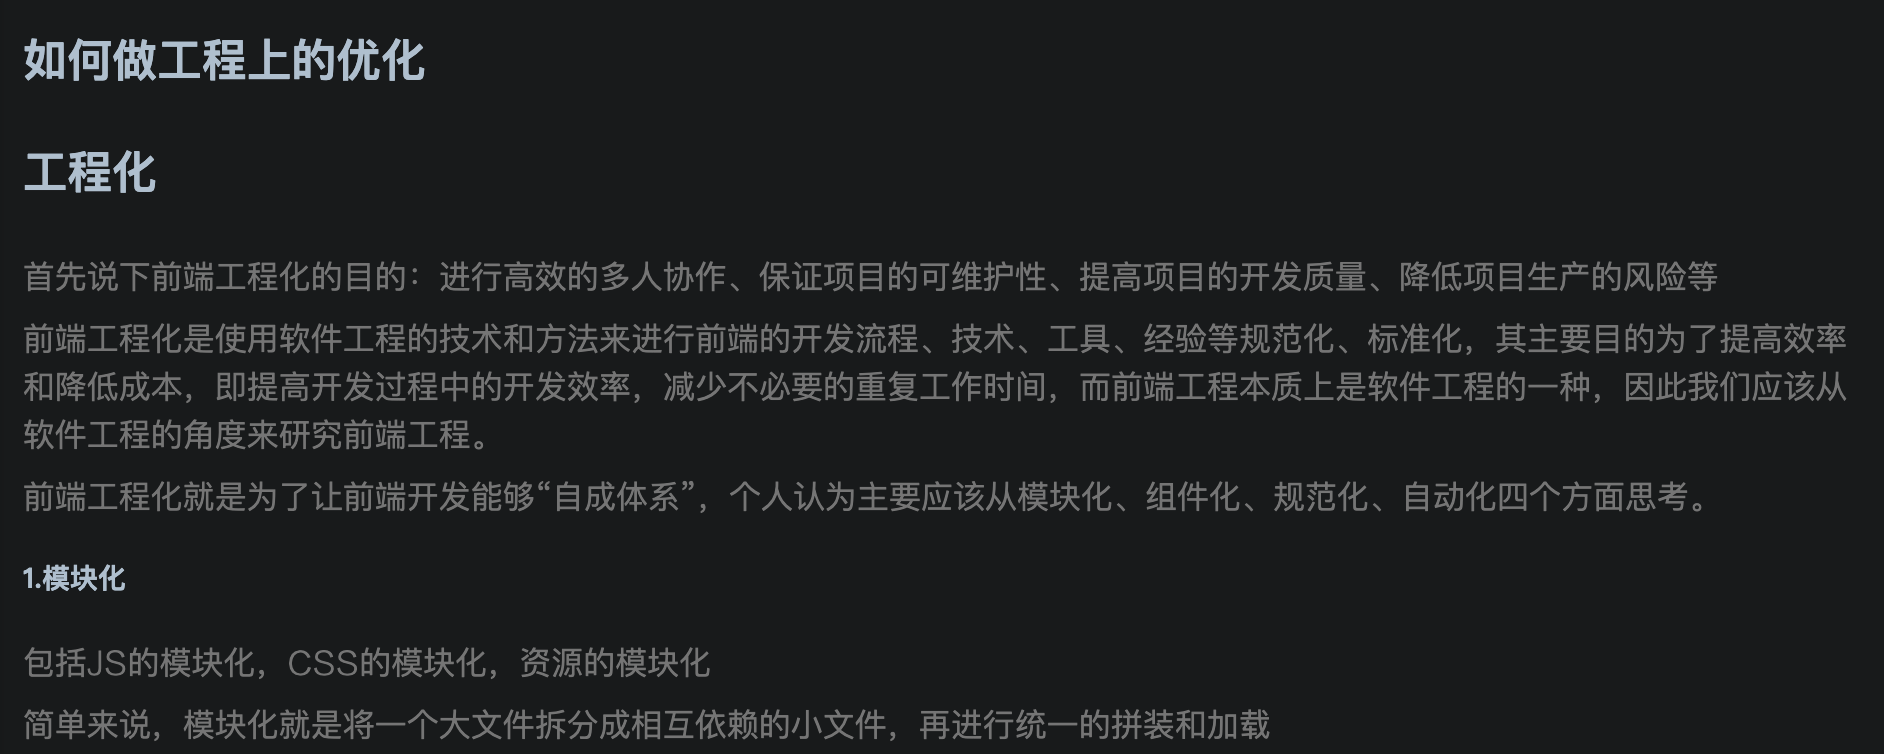 如何做工程上的优化
工程化
首先说下前端工程化的目的：进行高效的多人协作、保证项目的可维护性、提高项目的开发质量、降低项目生产的风险等
前端工程化是使用软件工程的技术和方法来进行前端的开发流程、技术、工具、经验等规范化、标准化，其主要目的为了提高效率
和降低成本，即提高开发过程中的开发效率，减少不必要的重复工作时间，而前端工程本质上是软件工程的一种，因此我们应该从
软件工程的角度来研究前端工程。
前端工程化就是为了让前端开发能够“自成体系”，个人认为主要应该从模块化、组件化、规范化、自动化四个方面思考。
1.模块化
包括JS的模块化，CSS的模块化，资源的模块化
简单来说，模块化就是将一个大文件拆分成相互依赖的小文件，再进行统一的拼装和加载